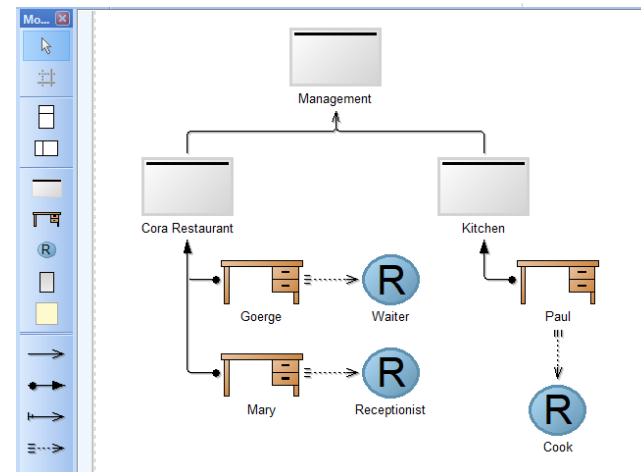 Mo...
Management
Cora Restaurant
Kitchen
R
R
Goerge
Waiter
Paul
R
Mary
Receptionist
R
Cook